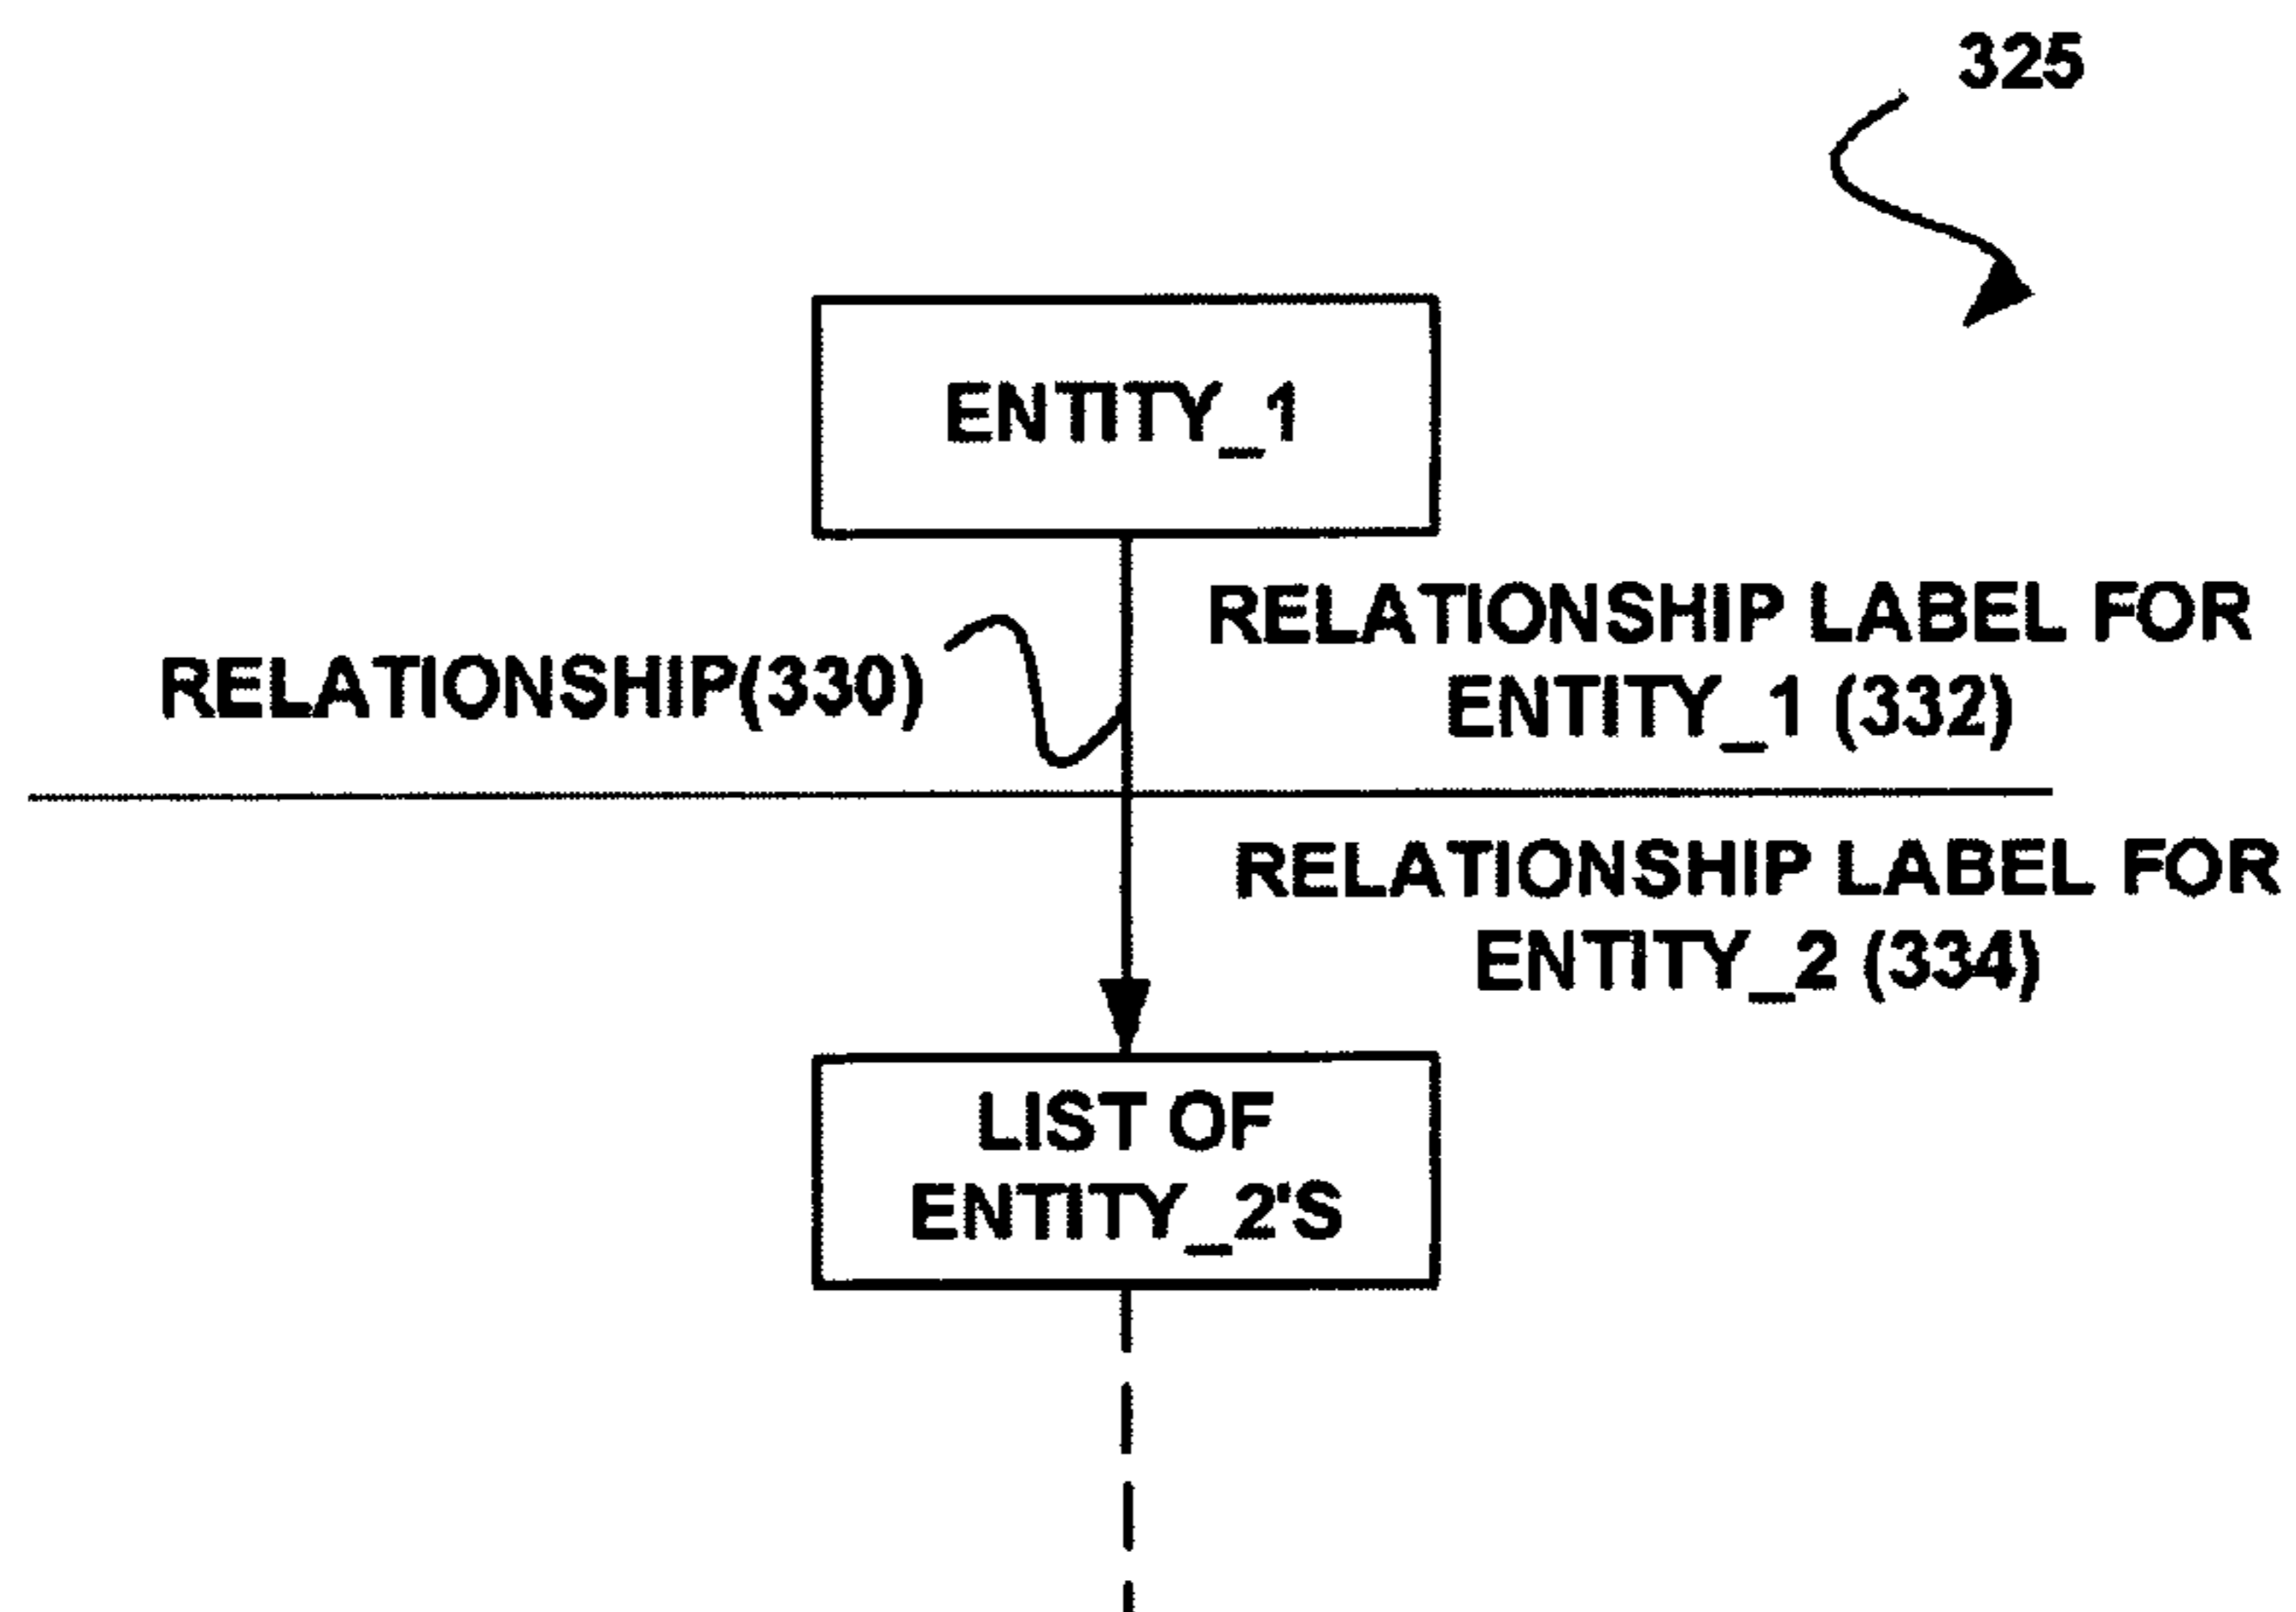 325
ENTITY_1
RELATIONSHIP LABEL FOR
ENTITY_1 (332)
RELATIONSHIP(330)
RELATIONSHIP LABEL FOR
ENTITY_2 (334)
LIST OF
ENTITY_2'S